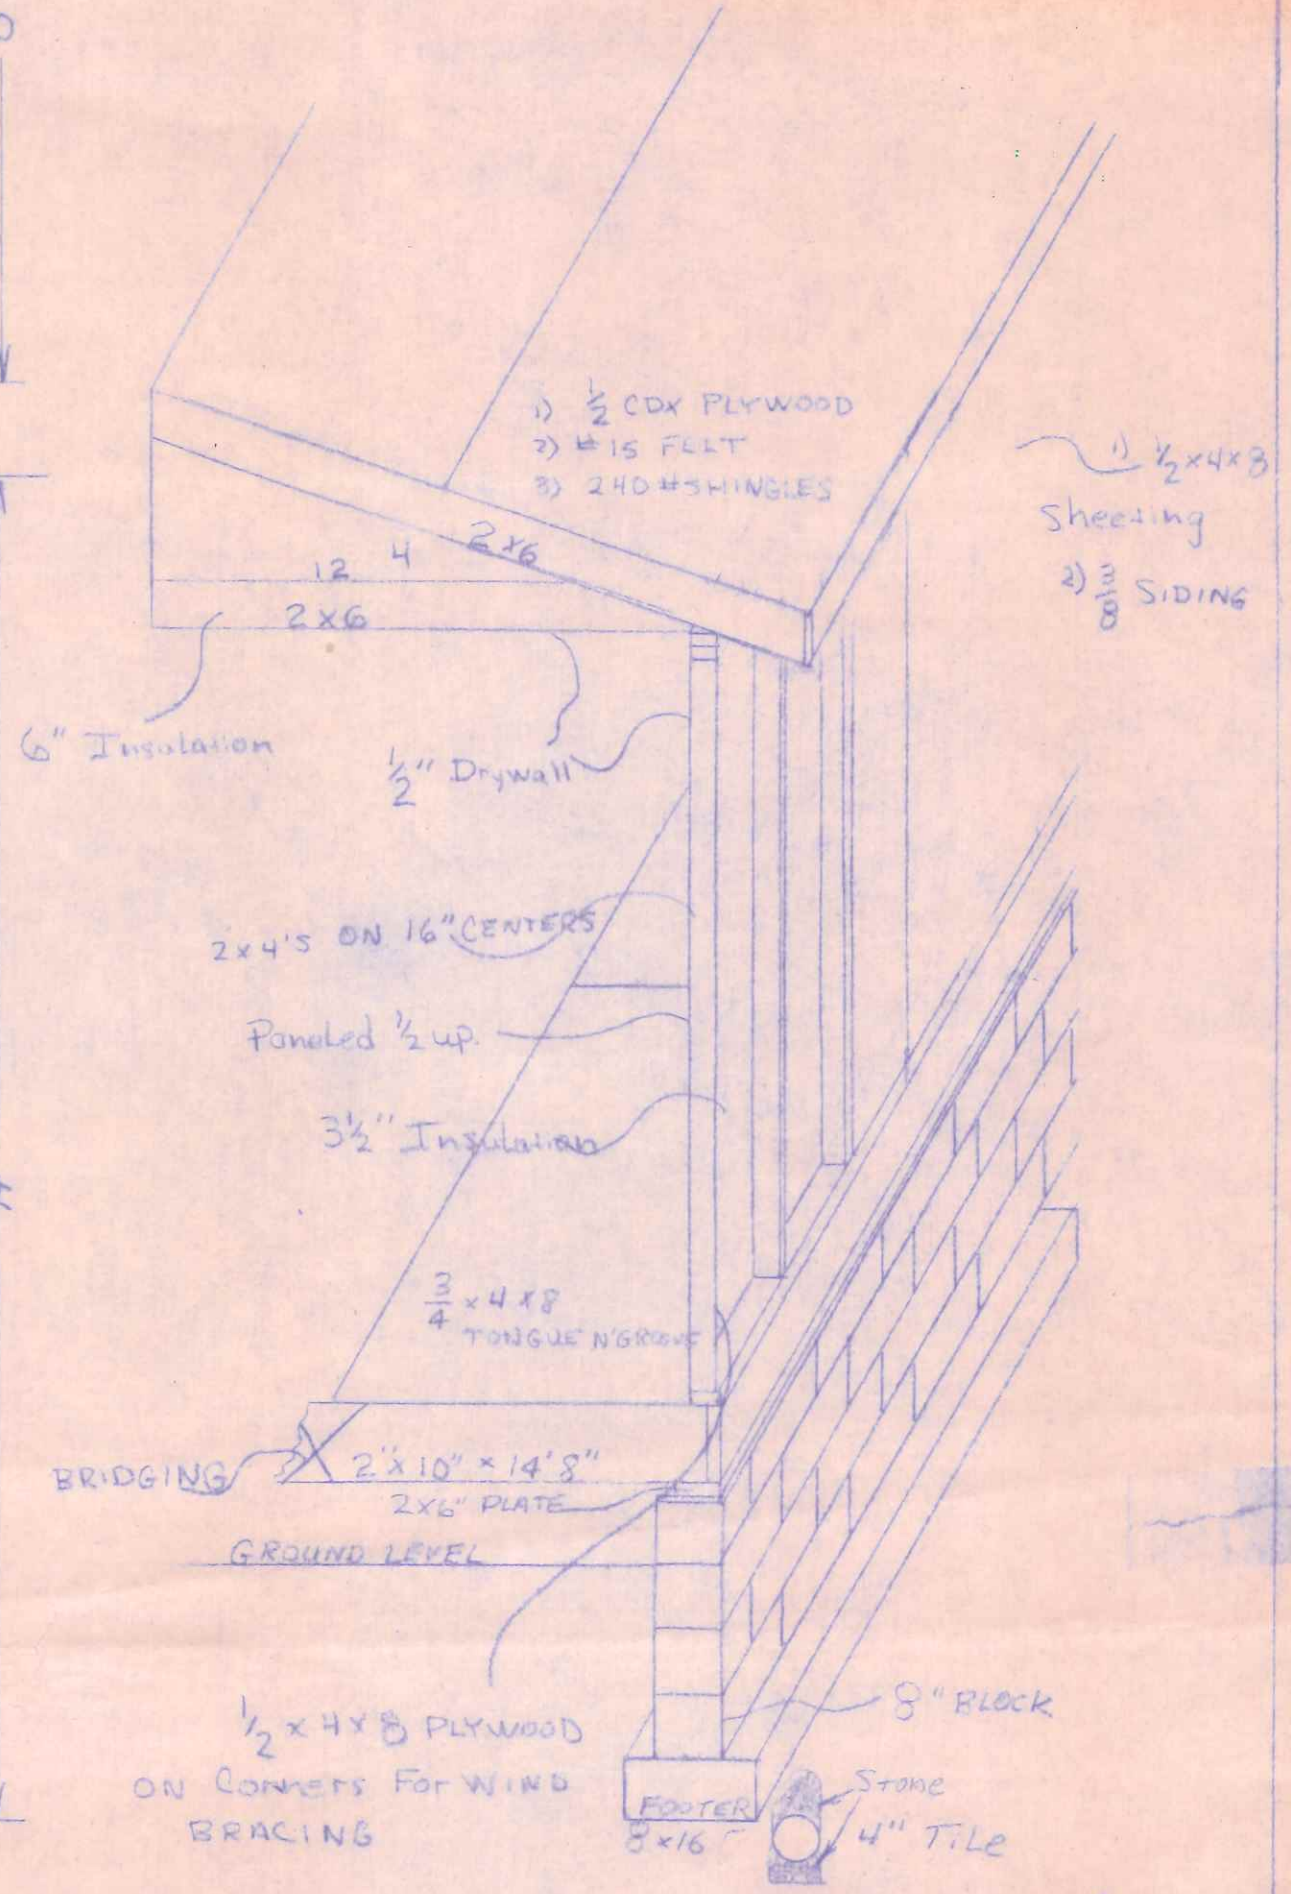 1) 1/2 CDX PLYWOOD
2) #15 FELT
3) 240 # SHINGLES
1) 1/2 x 4 x 8
Sheeting
2) 3/8 SIDING
2x6
12 4
2x6
6" Insulation
1/2" Drywall
2x4's ON 16" CENTERS
Paneled 1/2 up.
3 1/2" Insulation
3/4 x 4 x 8
TONGUE N'GROOVE
BRIDGING
2" x 10" x 14'8"
2x6" PLATE
GROUND LEVEL
1/2 x 4 x 8 PLYWOOD
ON Corners For WIND
BRACING
8" BLOCK
FOOTER
8x16
Stone
4" Tile